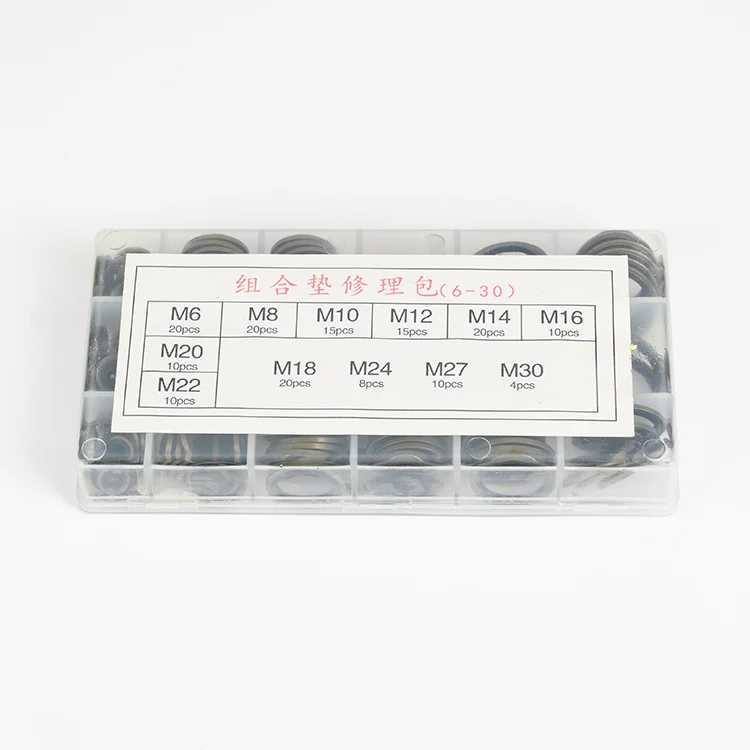 组合垫修理包(6-30)
M6 M8 M10 M12 M14 M16
20pcs 20pcs 15pcs 15pcs 20pcs 10pcs
M20
10pcs
M18 M24 M27 M30
20pcs 8pcs 10pcs 4pcs
M22
10pcs